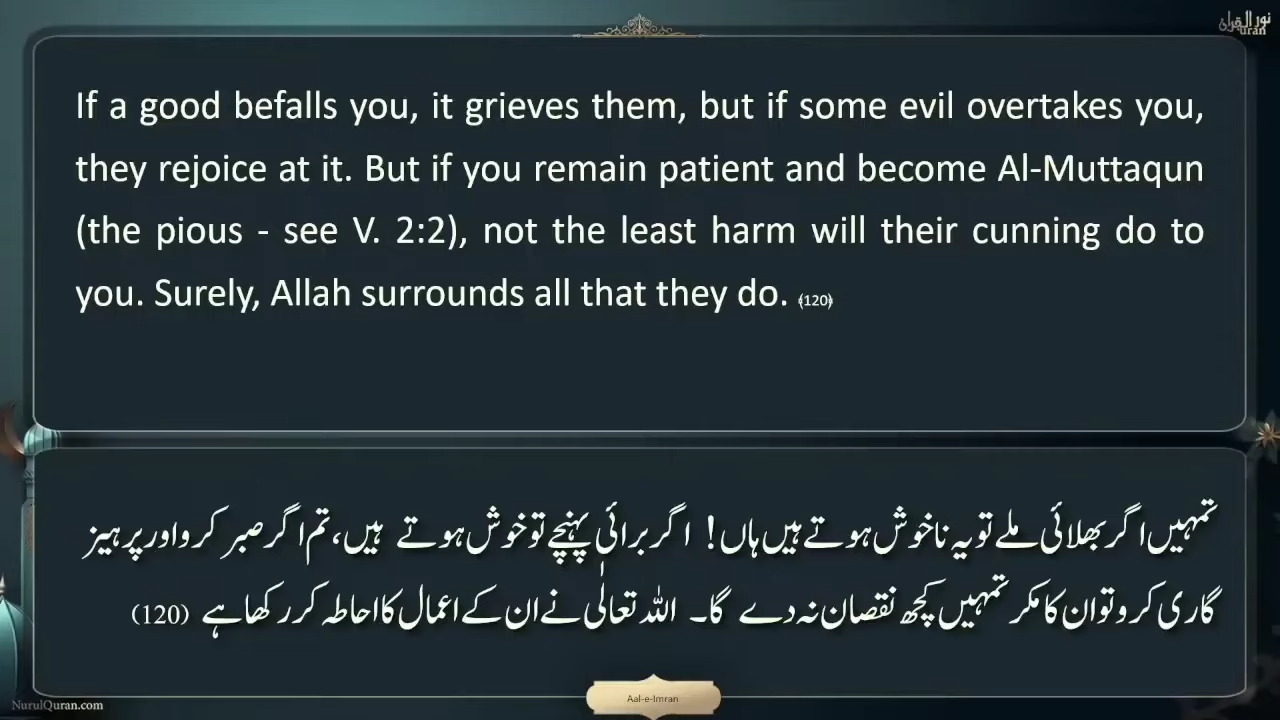 نور القرآن
Quran
If a good befalls you, it grieves them, but if some evil overtakes you,
they rejoice at it. But if you remain patient and become Al-Muttaqun
(the pious - see V. 2:2), not the least harm will their cunning do to
you. Surely, Allah surrounds all that they do. ﴾120﴿
تمہیں اگر بھلائی ملے تو یہ ناخوش ہوتے ہیں ہاں! اگر برائی پہنچے تو خوش ہوتے ہیں، تم اگر صبر کرو اور پرہیز
گاری کرو تو ان کا مکر تمہیں کچھ نقصان نہ دے گا۔ اللہ تعالٰی نے ان کے اعمال کا احاطہ کر رکھا ہے (120)
Aal-e-Imran
NurulQuran.com